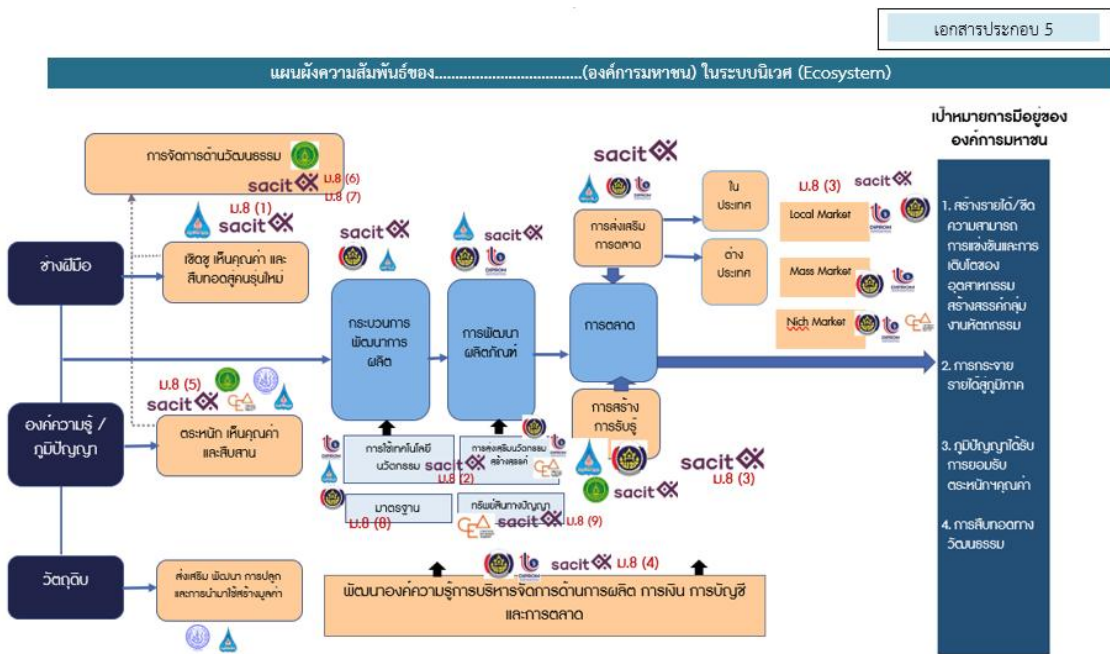 เอกสารประกอบ 5
แผนผังความสัมพันธ์ของ....................................(องค์การมหาชน) ในระบบนิเวศ (Ecosystem)
เป้าหมายการมีอยู่ของ
องค์การมหาชน
การจัดการด้านวัฒนธรรม
sacit
ม.8 (6)
ม.8 (7)
ม.8 (1)
sacit
ช่างฝีมือ
เชิดชู เห็นคุณค่า และ
สืบทอดสู่คนรุ่นใหม่
sacit
กระบวนการ
พัฒนาการ
ผลิต
sacit
DIPROM
การพัฒนา
ผลิตภัณฑ์
sacit
DIPROM
การส่งเสริม
การตลาด
การตลาด
ใน
ประเทศ
ต่าง
ประเทศ
ม.8 (3)
sacit
Local Market
DIPROM
Mass Market
DIPROM
Nich Market
DIPROM
CEA
1. สร้างรายได้/ขีด
ความสามารถ
การแข่งขันและการ
เติบโตของ
อุตสาหกรรม
สร้างสรรค์กลุ่ม
งานหัตถกรรม
2. การกระจาย
รายได้สู่ภูมิภาค
3. ภูมิปัญญาได้รับ
การยอมรับ
ตระหนักฯคุณค่า
4. การสืบทอดทาง
วัฒนธรรม
ม.8 (5)
sacit
CEA
องค์ความรู้ /
ภูมิปัญญา
ตระหนัก เห็นคุณค่า
และสืบสาน
DIPROM
การใช้เทคโนโลยี
นวัตกรรม
sacit
ม.8 (2)
การส่งเสริมนวัตกรรม
สร้างสรรค์
DIPROM
CEA
มาตรฐาน
ม.8 (8)
ทรัพย์สินทางปัญญา
CEA
sacit
ม.8 (9)
การสร้าง
การรับรู้
sacit
ม.8 (3)
sacit
วัตถุดิบ
ส่งเสริม พัฒนา การปลูก
และการนำมาใช้สร้างมูลค่า
DIPROM
sacit
ม.8 (4)
พัฒนาองค์ความรู้การบริหารจัดการด้านการผลิต การเงิน การบัญชี
และการตลาด